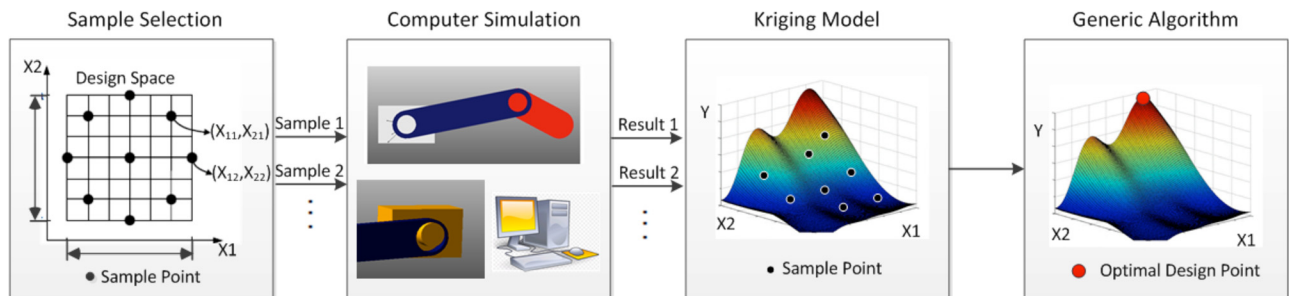 Sample Selection
Computer Simulation
Kriging Model
Generic Algorithm
X2
Design Space
(X11,X21)
(X12,X22)
X1
Sample Point
Sample 1
Sample 2
Result 1
Result 2
Y
X2
X1
Sample Point
Y
X2
X1
Optimal Design Point